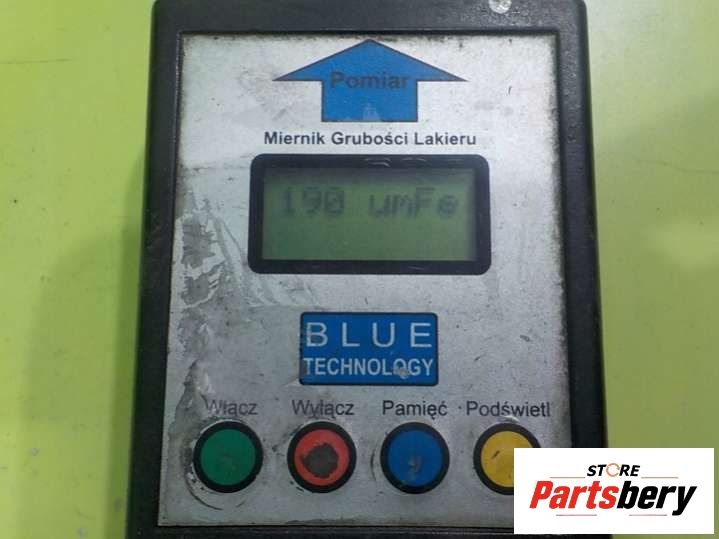 Pomiar
Miernik Grubości Lakieru
190 umFe
BLUE
TECHNOLOGY
Włącz Wyłącz Pamięć Podświetl
STORE
Partsbery